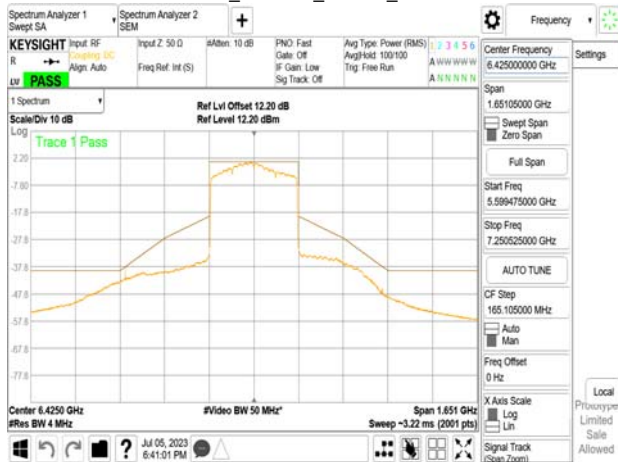 Spectrum Analyzer 1
Swept SA
Spectrum Analyzer 2
SEM
+
Frequency
KEYSIGHT
R
LV
PASS
Input: RF
Coupling: DC
Align: Auto
Input Z: 50 Ω
Freq Ref: Int (S)
#Atten: 10 dB
PNO: Fast
Gate: Off
IF Gain: Low
Sig Track: Off
Avg Type: Power (RMS)
Avg|Hold: 100/100
Trig: Free Run
1 2 3 4 5 6
A W W W W W
A N N N N N
1 Spectrum
Scale/Div 10 dB
Ref Lvl Offset 12.20 dB
Ref Level 12.20 dBm
Log
Trace 1 Pass
2.20
-7.80
-17.8
-27.8
-37.8
-47.8
-57.8
-67.8
-77.8
Center 6.4250 GHz
#Res BW 4 MHz
#Video BW 50 MHz*
Span 1.651 GHz
Sweep ~3.22 ms (2001 pts)
Jul 05, 2023
6:41:01 PM
?
Center Frequency
6.425000000 GHz
Span
1.65105000 GHz
Swept Span
Zero Span
Full Span
Start Freq
5.599475000 GHz
Stop Freq
7.250525000 GHz
AUTO TUNE
CF Step
165.105000 MHz
Auto
Man
Freq Offset
0 Hz
X Axis Scale
Log
Lin
Signal Track
(Span Zoom)
Settings
Local
Prototype
Limited
Sale
Allowed